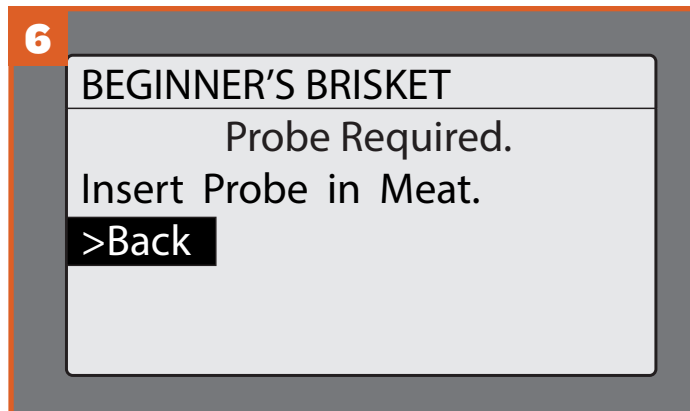 6
BEGINNER’S BRISKET
Probe Required.
Insert Probe in Meat.
>Back